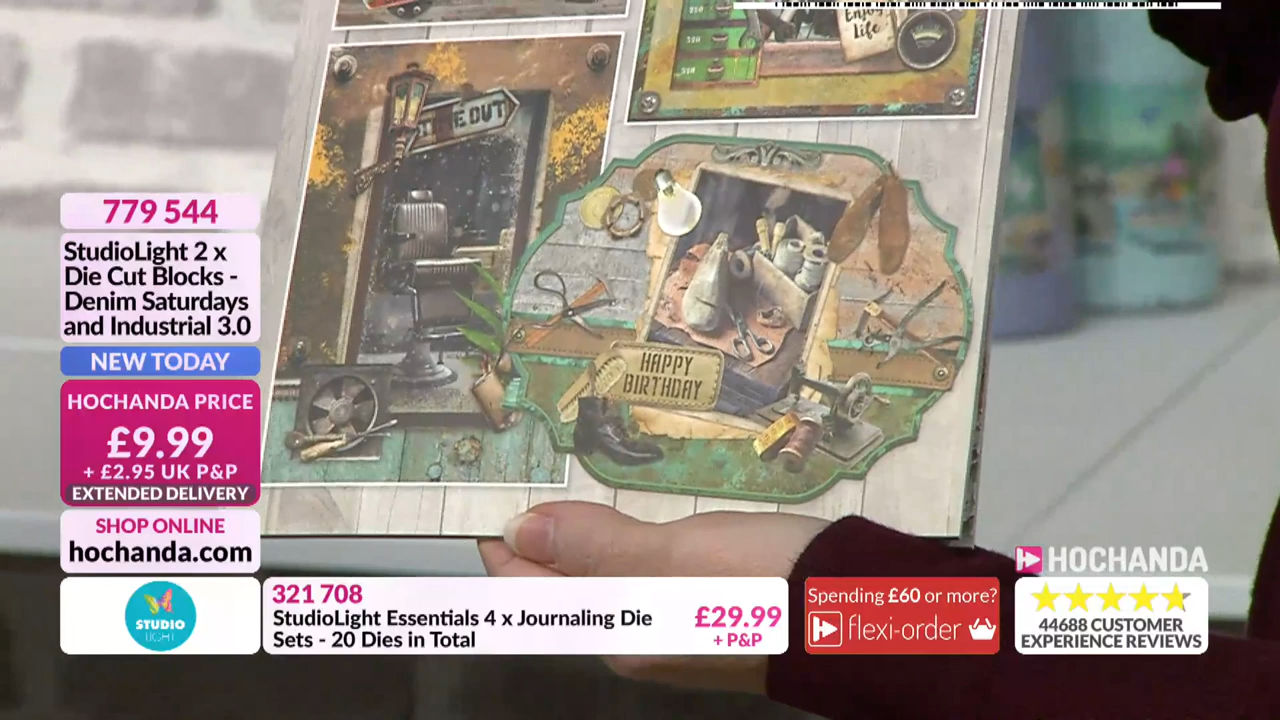 Enjoy
Life
350
OUT
HAPPY
BIRTHDAY
779 544
StudioLight 2 x
Die Cut Blocks -
Denim Saturdays
and Industrial 3.0
NEW TODAY
HOCHANDA PRICE
£9.99
+ £2.95 UK P&P
EXTENDED DELIVERY
SHOP ONLINE
hochanda.com
STUDIO
LIGHT
321 708
StudioLight Essentials 4 x Journaling Die
Sets - 20 Dies in Total
£29.99
+ P&P
Spending £60 or more?
flexi-order
HOCHANDA
44688 CUSTOMER
EXPERIENCE REVIEWS